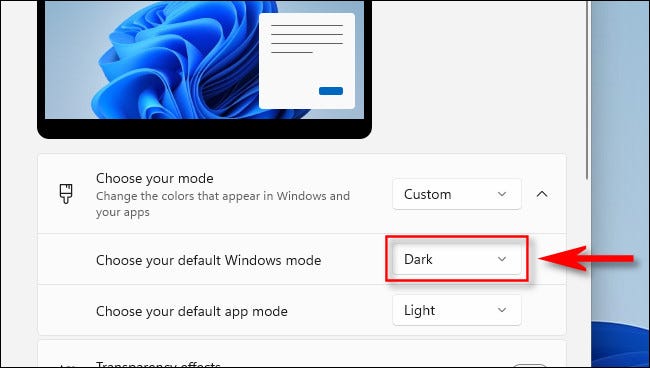 Choose your mode
Change the colors that appear in Windows and
your apps
Custom
Choose your default Windows mode
Dark
Choose your default app mode
Light
Transparency effects